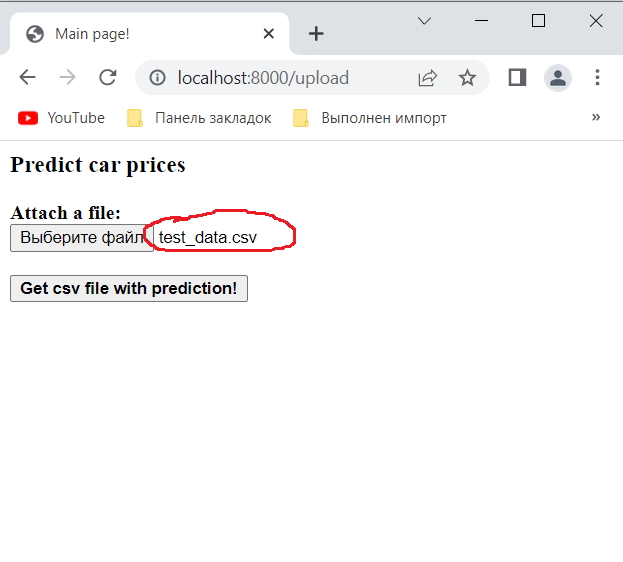 Main page!
localhost:8000/upload
YouTube Панель закладок Выполнен импорт »
Predict car prices
Attach a file:
Выберите файл test_data.csv
Get csv file with prediction!